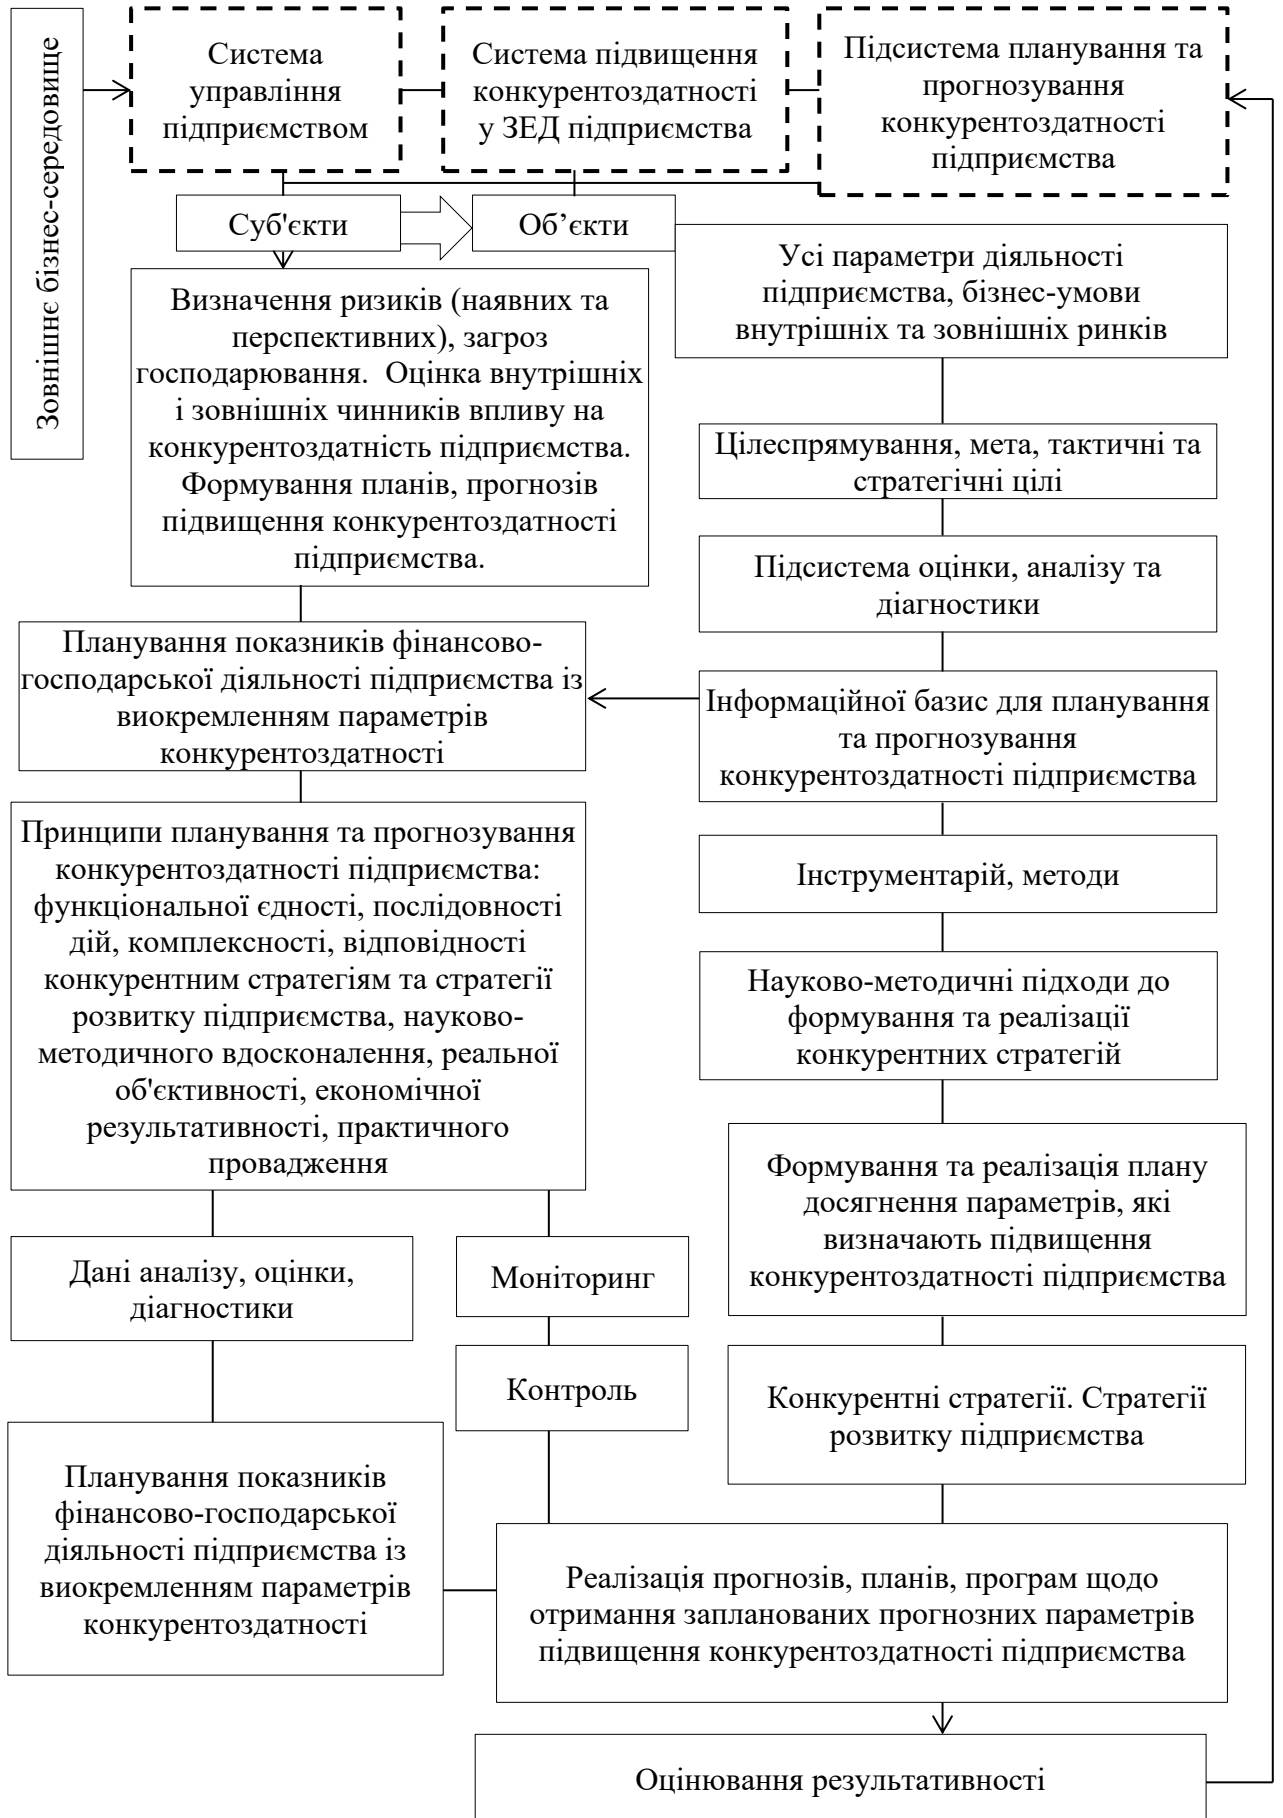 Зовнішнє бізнес-середовище
Система
управління
підприємством
Система підвищення
конкурентоздатності
у ЗЕД підприємства
Підсистема планування та
прогнозування
конкурентоздатності
підприємства
Суб'єкти
Об’єкти
Усі параметри діяльності
підприємства, бізнес-умови
внутрішніх та зовнішніх ринків
Визначення ризиків (наявних та
перспективних), загроз
господарювання.  Оцінка внутрішніх
і зовнішніх чинників впливу на
конкурентоздатність підприємства.
Формування планів, прогнозів
підвищення конкурентоздатності
підприємства.
Цілеспрямування, мета, тактичні та
стратегічні цілі
Підсистема оцінки, аналізу та
діагностики
Планування показників фінансово-
господарської діяльності підприємства із
виокремленням параметрів
конкурентоздатності
Інформаційної базис для планування
та прогнозування
конкурентоздатності підприємства
Принципи планування та прогнозування
конкурентоздатності підприємства:
функціональної єдності, послідовності
дій, комплексності, відповідності
конкурентним стратегіям та стратегії
розвитку підприємства, науково-
методичного вдосконалення, реальної
об'єктивності, економічної
результативності, практичного
провадження
Інструментарій, методи
Науково-методичні підходи до
формування та реалізації
конкурентних стратегій
Формування та реалізація плану
досягнення параметрів, які
визначають підвищення
конкурентоздатності підприємства
Дані аналізу, оцінки,
діагностики
Моніторинг
Контроль
Конкурентні стратегії. Стратегії
розвитку підприємства
Планування показників
фінансово-господарської
діяльності підприємства із
виокремленням параметрів
конкурентоздатності
Реалізація прогнозів, планів, програм щодо
отримання запланованих прогнозних параметрів
підвищення конкурентоздатності підприємства
Оцінювання результативності